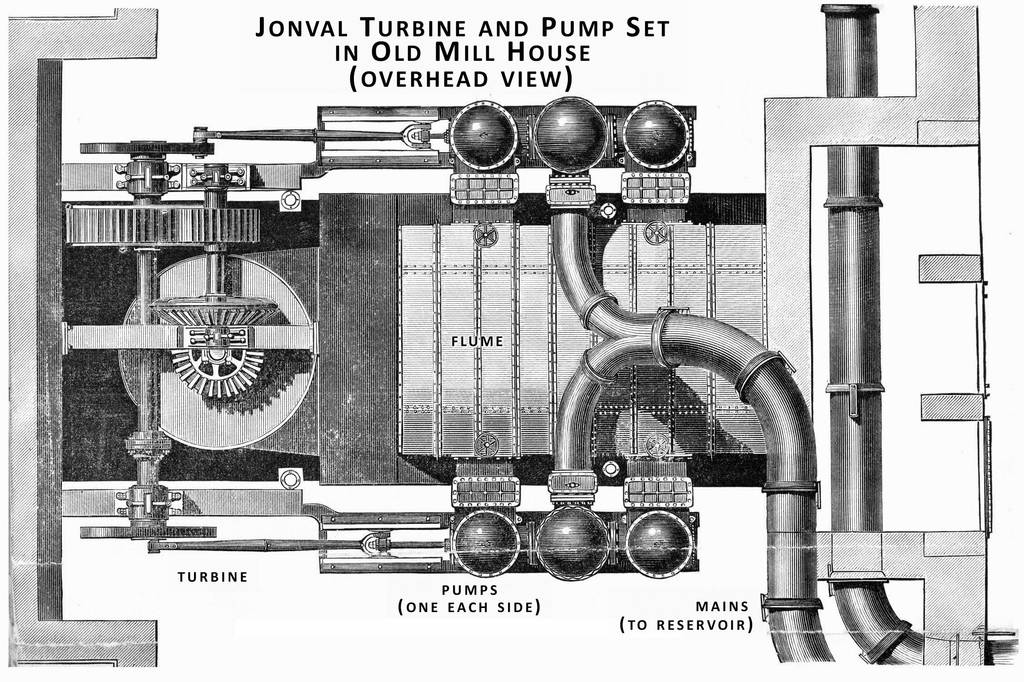 JONVAL TURBINE AND PUMP SET
IN OLD MILL HOUSE
(OVERHEAD VIEW)
FLUME
TURBINE
PUMPS
(ONE EACH SIDE)
MAINS
(TO RESERVOIR)